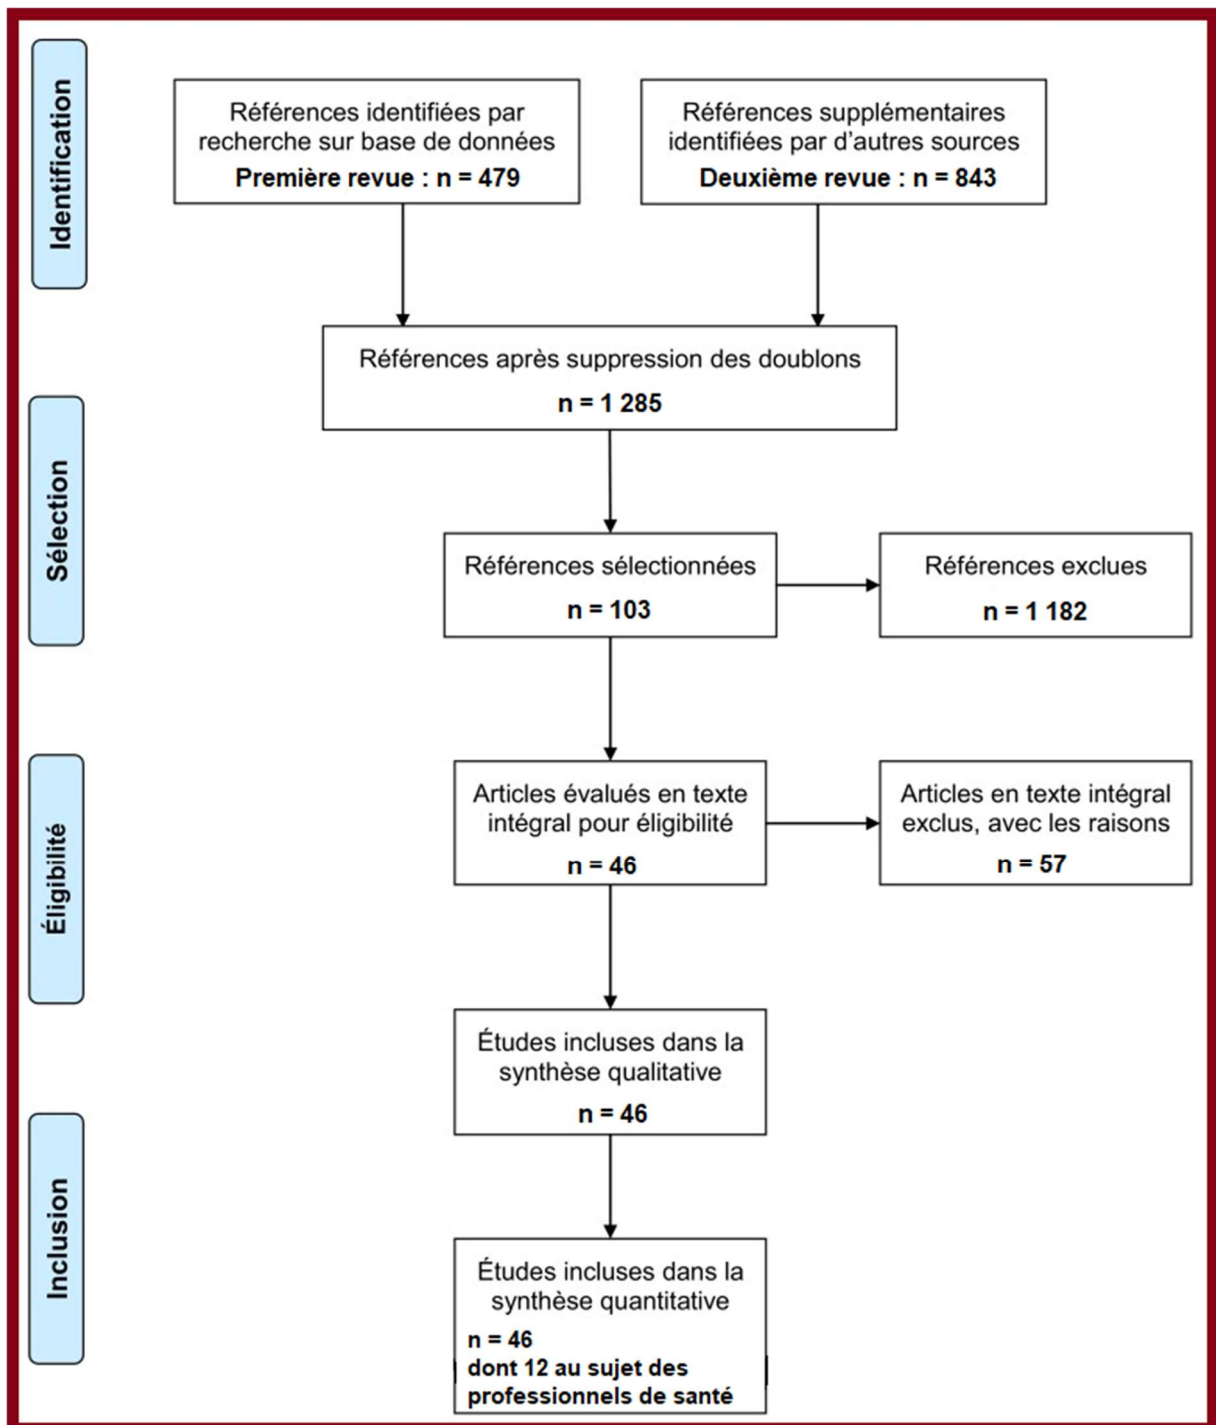 Identification
Références identifiées par
recherche sur base de données
Première revue : n = 479
Références supplémentaires
identifiées par d’autres sources
Deuxième revue : n = 843
Références après suppression des doublons
n = 1 285
Sélection
Références sélectionnées
n = 103
Références exclues
n = 1 182
Éligibilité
Articles évalués en texte
intégral pour éligibilité
n = 46
Articles en texte intégral
exclus, avec les raisons
n = 57
Études incluses dans la
synthèse qualitative
n = 46
Inclusion
Études incluses dans la
synthèse quantitative
n = 46
dont 12 au sujet des
professionnels de santé